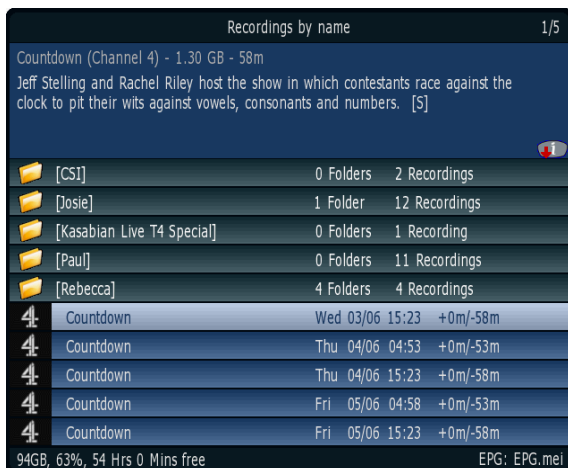 Recordings by name 1/5
Countdown (Channel 4) - 1.30 GB - 58m
Jeff Stelling and Rachel Riley host the show in which contestants race against the
clock to pit their wits against vowels, consonants and numbers. [S]
i
[CSI] 0 Folders 2 Recordings
[Josie] 1 Folder 12 Recordings
[Kasabian Live T4 Special] 0 Folders 1 Recording
[Paul] 0 Folders 11 Recordings
[Rebecca] 4 Folders 4 Recordings
4 Countdown Wed 03/06 15:23 +0m/-58m
4 Countdown Thu 04/06 04:53 +0m/-53m
4 Countdown Thu 04/06 15:23 +0m/-58m
4 Countdown Fri 05/06 04:58 +0m/-53m
4 Countdown Fri 05/06 15:23 +0m/-58m
94GB, 63%, 54 Hrs 0 Mins free EPG: EPG.mei